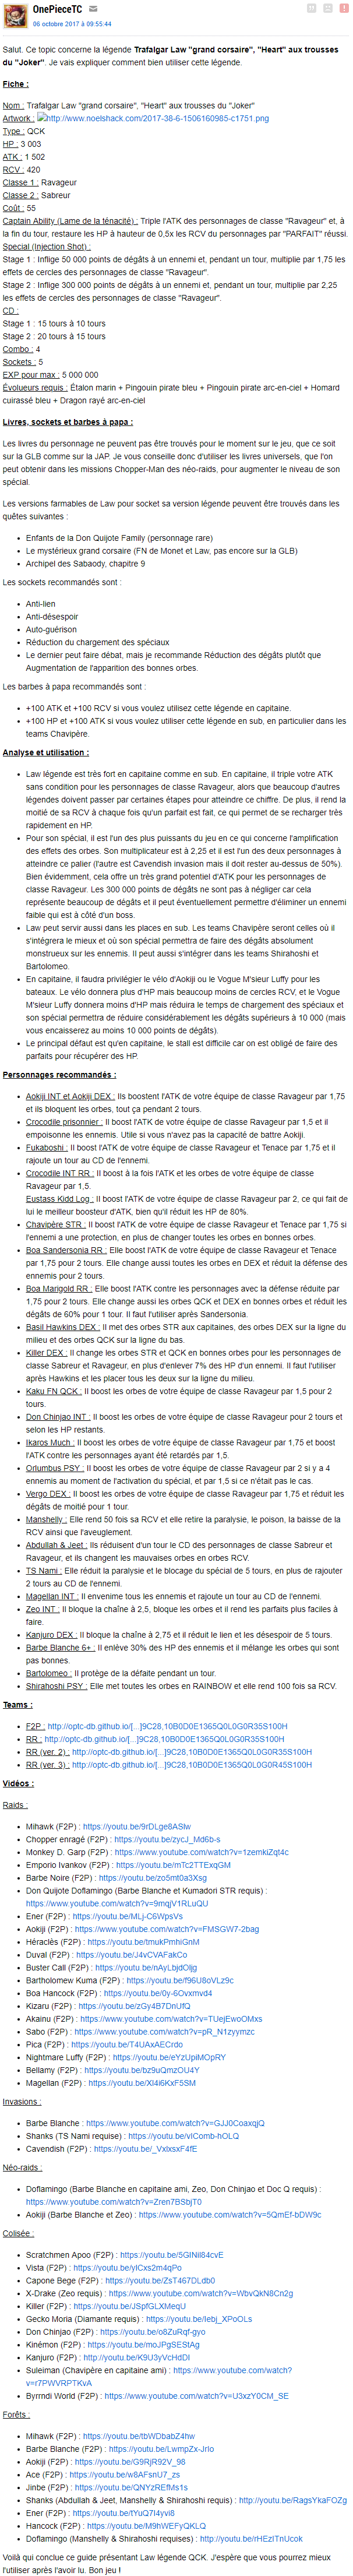 OnePieceTC
06 octobre 2017 à 09:55:44
Salut. Ce topic concerne la légende Trafalgar Law "grand corsaire", "Heart" aux trousses
du "Joker". Je vais expliquer comment bien utiliser cette légende.
Fiche :
Nom : Trafalgar Law "grand corsaire", "Heart" aux trousses du "Joker"
Artwork : http://www.noelshack.com/2017-38-6-1506160985-c1751.png
Type : QCK
HP : 3 003
ATK : 1 502
RCV : 420
Classe 1 : Ravageur
Classe 2 : Sabreur
Coût : 55
Captain Ability (Lame de la ténacité) : Triple l'ATK des personnages de classe "Ravageur" et, à
la fin du tour, restaure les HP à hauteur de 0,5x les RCV du personnages par "PARFAIT" réussi.
Special (Injection Shot) :
Stage 1 : Inflige 50 000 points de dégâts à un ennemi et, pendant un tour, multiplie par 1,75 les
effets de cercles des personnages de classe "Ravageur".
Stage 2 : Inflige 300 000 points de dégâts à un ennemi et, pendant un tour, multiplie par 2,25
les effets de cercles des personnages de classe "Ravageur".
CD :
Stage 1 : 15 tours à 10 tours
Stage 2 : 20 tours à 15 tours
Combo : 4
Sockets : 5
EXP pour max : 5 000 000
Évolueurs requis : Étalon marin + Pingouin pirate bleu + Pingouin pirate arc-en-ciel + Homard
cuirassé bleu + Dragon rayé arc-en-ciel
Livres, sockets et barbes à papa :
Les livres du personnage ne peuvent pas être trouvés pour le moment sur le jeu, que ce soit
sur la GLB comme sur la JAP. Je vous conseille donc d'utiliser les livres universels, que l'on
peut obtenir dans les missions Chopper-Man des néo-raids, pour augmenter le niveau de son
spécial.
Les versions farmables de Law pour socket sa version légende peuvent être trouvés dans les
quêtes suivantes :
Enfants de la Don Quijote Family (personnage rare)
Le mystérieux grand corsaire (FN de Monet et Law, pas encore sur la GLB)
Archipel des Sabaody, chapitre 9
Les sockets recommandés sont :
Anti-lien
Anti-désespoir
Auto-guérison
Réduction du chargement des spéciaux
Le dernier peut faire débat, mais je recommande Réduction des dégâts plutôt que
Augmentation de l'apparition des bonnes orbes.
Les barbes à papa recommandés sont :
+100 ATK et +100 RCV si vous voulez utilisez cette légende en capitaine.
+100 HP et +100 ATK si vous voulez utiliser cette légende en sub, en particulier dans les
teams Chavipère.
Analyse et utilisation :
Law légende est très fort en capitaine comme en sub. En capitaine, il triple votre ATK
sans condition pour les personnages de classe Ravageur, alors que beaucoup d'autres
légendes doivent passer par certaines étapes pour atteindre ce chiffre. De plus, il rend la
moitié de sa RCV à chaque fois qu'un parfait est fait, ce qui permet de se recharger très
rapidement en HP.
Pour son spécial, il est l'un des plus puissants du jeu en ce qui concerne l'amplification
des effets des orbes. Son multiplicateur est à 2,25 et il est l'un des deux personnages à
atteindre ce palier (l'autre est Cavendish invasion mais il doit rester au-dessus de 50%).
Bien évidemment, cela offre un très grand potentiel d'ATK pour les personnages de
classe Ravageur. Les 300 000 points de dégâts ne sont pas à négliger car cela
représente beaucoup de dégâts et il peut éventuellement permettre d'éliminer un ennemi
faible qui est à côté d'un boss.
Law peut servir aussi dans les places en sub. Les teams Chavipère seront celles où il
s'intégrera le mieux et où son spécial permettra de faire des dégâts absolument
monstrueux sur les ennemis. Il peut aussi s'intégrer dans les teams Shirahoshi et
Bartolomeo.
En capitaine, il faudra privilégier le vélo d'Aokiji ou le Vogue M'sieur Luffy pour les
bateaux. Le vélo donnera plus d'HP mais beaucoup moins de cercles RCV, et le Vogue
M'sieur Luffy donnera moins d'HP mais réduira le temps de chargement des spéciaux et
son spécial permettra de réduire considérablement les dégâts supérieurs à 10 000 (mais
vous encaisserez au moins 10 000 points de dégâts).
Le principal défaut est qu'en capitaine, le stall est difficile car on est obligé de faire des
parfaits pour récupérer des HP.
Personnages recommandés :
Aokiji INT et Aokiji DEX : Ils boostent l'ATK de votre équipe de classe Ravageur par 1,75
et ils bloquent les orbes, tout ça pendant 2 tours.
Crocodile prisonnier : Il boost l'ATK de votre équipe de classe Ravageur par 1,5 et il
empoisonne les ennemis. Utile si vous n'avez pas la capacité de battre Aokiji.
Fukaboshi : Il boost l'ATK de votre équipe de classe Ravageur et Tenace par 1,75 et il
rajoute un tour au CD de l'ennemi.
Crocodile INT RR : Il boost à la fois l'ATK et les orbes de votre équipe de classe
Ravageur par 1,5.
Eustass Kidd Log : Il boost l'ATK de votre équipe de classe Ravageur par 2, ce qui fait de
lui le meilleur boosteur d'ATK, bien qu'il réduit les HP de 80%.
Chavipère STR : Il boost l'ATK de votre équipe de classe Ravageur et Tenace par 1,75 si
l'ennemi a une protection, en plus de changer toutes les orbes en bonnes orbes.
Boa Sandersonia RR : Elle boost l'ATK de votre équipe de classe Ravageur et Tenace
par 1,75 pour 2 tours. Elle change aussi toutes les orbes en DEX et réduit la défense des
ennemis pour 2 tours.
Boa Marigold RR : Elle boost l'ATK contre les personnages avec la défense réduite par
1,75 pour 2 tours. Elle change aussi les orbes QCK et DEX en bonnes orbes et réduit les
dégâts de 60% pour 1 tour. Il faut l'utiliser après Sandersonia.
Basil Hawkins DEX : Il met des orbes STR aux capitaines, des orbes DEX sur la ligne du
milieu et des orbes QCK sur la ligne du bas.
Killer DEX : Il change les orbes STR et QCK en bonnes orbes pour les personnages de
classe Sabreur et Ravageur, en plus d'enlever 7% des HP d'un ennemi. Il faut l'utiliser
après Hawkins et les placer tous les deux sur la ligne du milieu.
Kaku FN QCK : Il boost les orbes de votre équipe de classe Ravageur par 1,5 pour 2
tours.
Don Chinjao INT : Il boost les orbes de votre équipe de classe Ravageur pour 2 tours et
selon les HP restants.
Ikaros Much : Il boost les orbes de votre équipe de classe Ravageur par 1,75 et boost
l'ATK contre les personnages ayant été retardés par 1,5.
Orlumbus PSY : Il boost les orbes de votre équipe de classe Ravageur par 2 si y a 4
ennemis au moment de l'activation du spécial, et par 1,5 si ce n'était pas le cas.
Vergo DEX : Il boost les orbes de votre équipe de classe Ravageur par 1,75 et réduit les
dégâts de moitié pour 1 tour.
Manshelly : Elle rend 50 fois sa RCV et elle retire la paralysie, le poison, la baisse de la
RCV ainsi que l'aveuglement.
Abdullah & Jeet : Ils réduisent d'un tour le CD des personnages de classe Sabreur et
Ravageur, et ils changent les mauvaises orbes en orbes RCV.
TS Nami : Elle réduit la paralysie et le blocage du spécial de 5 tours, en plus de rajouter
2 tours au CD de l'ennemi.
Magellan INT : Il envenime tous les ennemis et rajoute un tour au CD de l'ennemi.
Zeo INT : Il bloque la chaîne à 2,5, bloque les orbes et il rend les parfaits plus faciles à
faire.
Kanjuro DEX : Il bloque la chaîne à 2,75 et il réduit le lien et les désespoir de 5 tours.
Barbe Blanche 6+ : Il enlève 30% des HP des ennemis et il mélange les orbes qui sont
pas bonnes.
Bartolomeo : Il protège de la défaite pendant un tour.
Shirahoshi PSY : Elle met toutes les orbes en RAINBOW et elle rend 100 fois sa RCV.
Teams :
F2P : http://optc-db.github.io/[...]9C28,10B0D0E1365Q0L0G0R35S100H
RR : http://optc-db.github.io/[...]9C28,10B0D0E1365Q0L0G0R35S100H
RR (ver. 2) : http://optc-db.github.io/[...]9C28,10B0D0E1365Q0L0G0R35S100H
RR (ver. 3) : http://optc-db.github.io/[...]9C28,10B0D0E1365Q0L0G0R45S100H
Vidéos :
Raids :
Mihawk (F2P) : https://youtu.be/9rDLge8ASlw
Chopper enragé (F2P) : https://youtu.be/zycJ_Md6b-s
Monkey D. Garp (F2P) : https://www.youtube.com/watch?v=1zemkiZqt4c
Emporio Ivankov (F2P) : https://youtu.be/mTc2TTExqGM
Barbe Noire (F2P) : https://youtu.be/zo5mt0a3Xsg
Don Quijote Doflamingo (Barbe Blanche et Kumadori STR requis) :
https://www.youtube.com/watch?v=9mqjV1RLuQU
Ener (F2P) : https://youtu.be/MLj-C6WpsVs
Aokiji (F2P) : https://www.youtube.com/watch?v=FMSGW7-2bag
Héraclès (F2P) : https://youtu.be/tmukPmhiGnM
Duval (F2P) : https://youtu.be/J4vCVAFakCo
Buster Call (F2P) : https://youtu.be/nAyLbjdOljg
Bartholomew Kuma (F2P) : https://youtu.be/f96U8oVLz9c
Boa Hancock (F2P) : https://youtu.be/0y-6Ovxmvd4
Kizaru (F2P) : https://youtu.be/zGy4B7DnUfQ
Akainu (F2P) : https://www.youtube.com/watch?v=TUejEwoOMxs
Sabo (F2P) : https://www.youtube.com/watch?v=pR_N1zyymzc
Pica (F2P) : https://youtu.be/T4UAxAECrdo
Nightmare Luffy (F2P) : https://youtu.be/eYzUpiMOpRY
Bellamy (F2P) : https://youtu.be/bz9uQmzOU4Y
Magellan (F2P) : https://youtu.be/Xl4i6KxF5SM
Invasions :
Barbe Blanche : https://www.youtube.com/watch?v=GJJ0CoaxqjQ
Shanks (TS Nami requise) : https://youtu.be/vIComb-hOLQ
Cavendish (F2P) : https://youtu.be/_VxlxsxF4fE
Néo-raids :
Doflamingo (Barbe Blanche en capitaine ami, Zeo, Don Chinjao et Doc Q requis) :
https://www.youtube.com/watch?v=Zren7BSbjT0
Aokiji (Barbe Blanche et Zeo) : https://www.youtube.com/watch?v=5QmEf-bDW9c
Colisée :
Scratchmen Apoo (F2P) : https://youtu.be/5GINil84cvE
Vista (F2P) : https://youtu.be/ylCxs2m4qPo
Capone Bege (F2P) : https://youtu.be/ZsT467DLdb0
X-Drake (Zeo requis) : https://www.youtube.com/watch?v=WbvQkN8Cn2g
Killer (F2P) : https://youtu.be/JSpfGLXMeqU
Gecko Moria (Diamante requis) : https://youtu.be/Iebj_XPoOLs
Don Chinjao (F2P) : https://youtu.be/o8ZuRqf-gyo
Kinémon (F2P) : https://youtu.be/moJPgSEStAg
Kanjuro (F2P) : http://youtu.be/K9U3yVcHdDI
Suleiman (Chavipère en capitaine ami) : https://www.youtube.com/watch?
v=r7PWVRPTKvA
Byrrndi World (F2P) : https://www.youtube.com/watch?v=U3xzY0CM_SE
Forêts :
Mihawk (F2P) : https://youtu.be/tbWDbabZ4hw
Barbe Blanche (F2P) : https://youtu.be/LwmpZx-JrIo
Aokiji (F2P) : https://youtu.be/G9RjR92V_98
Ace (F2P) : https://youtu.be/w8AFsnU7_zs
Jinbe (F2P) : https://youtu.be/QNYzREfMs1s
Shanks (Abdullah & Jeet, Manshelly & Shirahoshi requis) : http://youtu.be/RagsYkaFOZg
Ener (F2P) : https://youtu.be/tYuQ7I4yvi8
Hancock (F2P) : https://youtu.be/M9hWEFyQKLQ
Doflamingo (Manshelly & Shirahoshi requises) : http://youtu.be/rHEzITnUcok
Voilà qui conclue ce guide présentant Law légende QCK. J'espère que vous pourrez mieux
l'utiliser après l'avoir lu. Bon jeu !